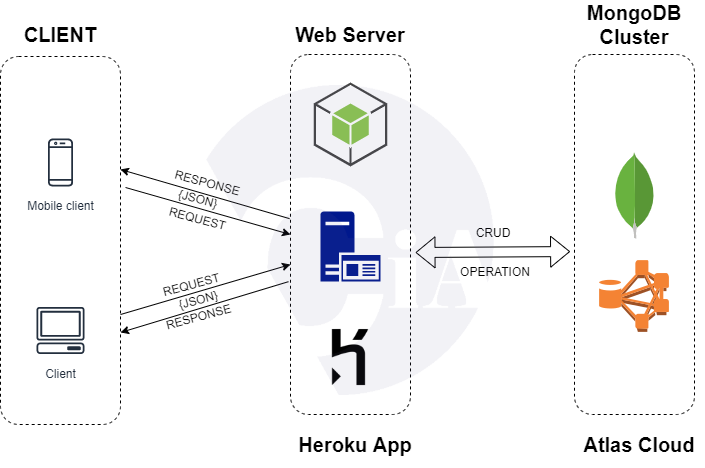 CLIENT
Web Server
MongoDB
Cluster
Mobile client
RESPONSE
{JSON}
REQUEST
REQUEST
{JSON}
RESPONSE
Client
CRUD
OPERATION
CiA
Heroku App
Atlas Cloud